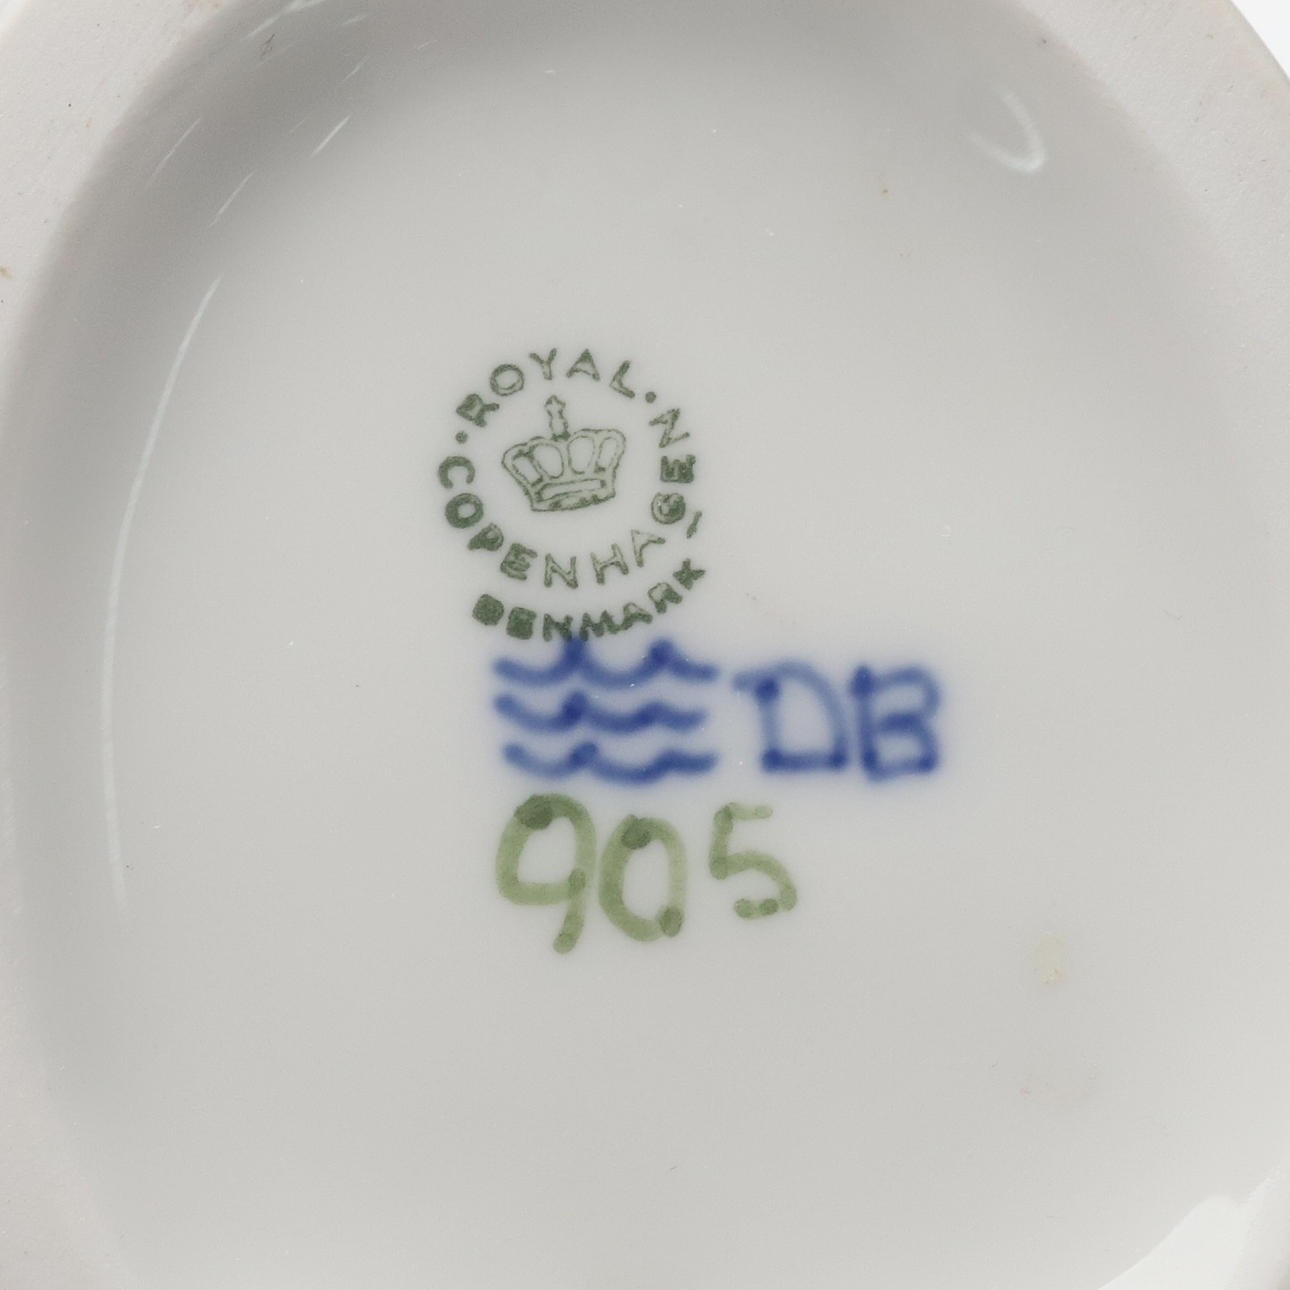 ROYAL · COPENHAGEN ·
DENMARK
DB
905